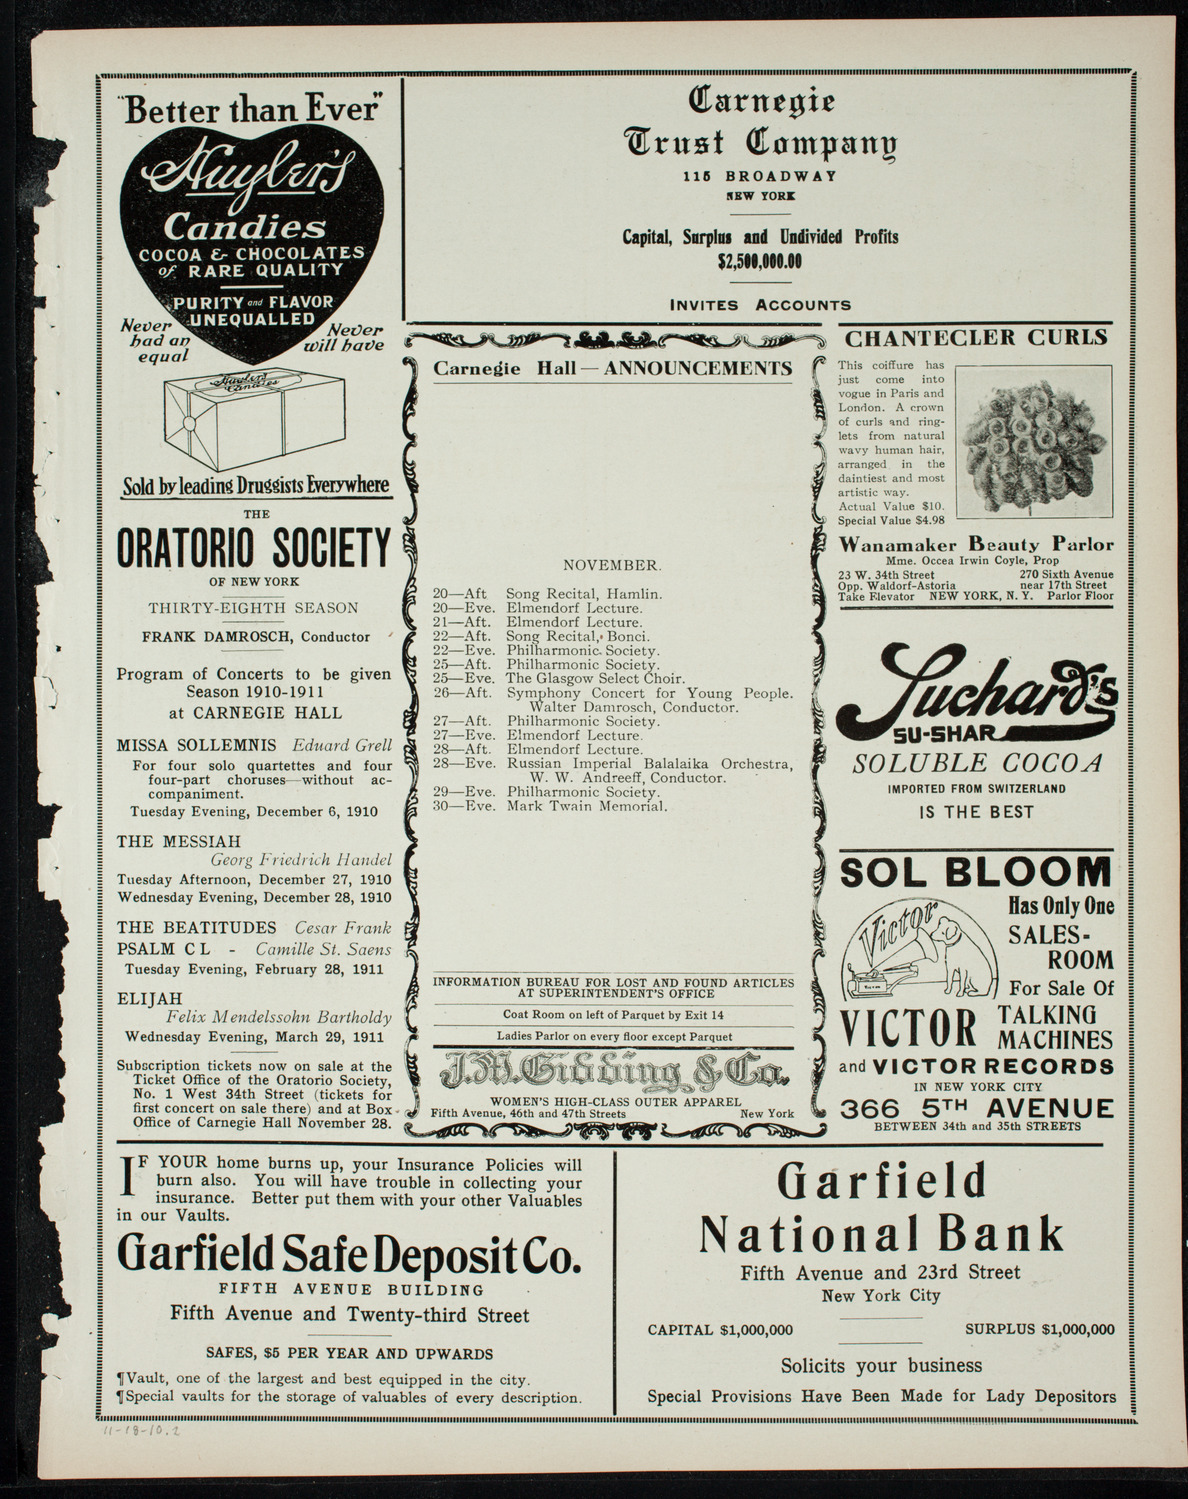 "Better than Ever"
Huyler's
Candies
COCOA & CHOCOLATES
of RARE QUALITY
PURITY and FLAVOR
UNEQUALLED
Never
had an
equal
Never
will have
Huyler's
Candies
Sold by leading Druggists Everywhere
THE
ORATORIO SOCIETY
OF NEW YORK
THIRTY-EIGHTH SEASON
FRANK DAMROSCH, Conductor
Program of Concerts to be given
Season 1910-1911
at CARNEGIE HALL
MISSA SOLLEMNIS Eduard Grell
For four solo quartettes and four
four-part choruses—without ac-
companiment.
Tuesday Evening, December 6, 1910
THE MESSIAH
Georg Friedrich Handel
Tuesday Afternoon, December 27, 1910
Wednesday Evening, December 28, 1910
THE BEATITUDES Cesar Frank
PSALM C L - Camille St. Saens
Tuesday Evening, February 28, 1911
ELIJAH
Felix Mendelssohn Bartholdy
Wednesday Evening, March 29, 1911
Subscription tickets now on sale at the
Ticket Office of the Oratorio Society,
No. 1 West 34th Street (tickets for
first concert on sale there) and at Box
Office of Carnegie Hall November 28.
Carnegie
Trust Company
115 BROADWAY
NEW YORK
Capital, Surplus and Undivided Profits
$2,500,000.00
INVITES ACCOUNTS
Carnegie Hall—ANNOUNCEMENTS
NOVEMBER.
20—Aft Song Recital, Hamlin.
20—Eve. Elmendorf Lecture.
21—Aft. Elmendorf Lecture.
22—Aft. Song Recital, Bonci.
22—Eve. Philharmonic Society.
25—Aft. Philharmonic Society.
25—Eve. The Glasgow Select Choir.
26—Aft. Symphony Concert for Young People.
Walter Damrosch, Conductor.
27—Aft. Philharmonic Society.
27—Eve. Elmendorf Lecture.
28—Aft. Elmendorf Lecture.
28—Eve. Russian Imperial Balalaika Orchestra,
W. W. Andreeff, Conductor.
29—Eve. Philharmonic Society.
30—Eve. Mark Twain Memorial.
INFORMATION BUREAU FOR LOST AND FOUND ARTICLES
AT SUPERINTENDENT'S OFFICE
Coat Room on left of Parquet by Exit 14
Ladies Parlor on every floor except Parquet
J.M. Gidding & Co.
WOMEN'S HIGH-CLASS OUTER APPAREL
Fifth Avenue, 46th and 47th Streets New York
CHANTECLER CURLS
This coiffure has
just come into
vogue in Paris and
London. A crown
of curls and ring-
lets from natural
wavy human hair,
arranged in the
daintiest and most
artistic way.
Actual Value $10.
Special Value $4.98
Wanamaker Beauty Parlor
Mme. Occea Irwin Coyle, Prop
23 W. 34th Street 270 Sixth Avenue
Opp. Waldorf-Astoria near 17th Street
Take Elevator NEW YORK, N. Y. Parlor Floor
Suchard's
SU-SHAR
SOLUBLE COCOA
IMPORTED FROM SWITZERLAND
IS THE BEST
SOL BLOOM
Victor
Has Only One
SALES-
ROOM
For Sale Of
VICTOR TALKING
MACHINES
and VICTOR RECORDS
IN NEW YORK CITY
366 5TH AVENUE
BETWEEN 34th and 35th STREETS
IF YOUR home burns up, your Insurance Policies will
burn also. You will have trouble in collecting your
insurance. Better put them with your other Valuables
in our Vaults.
Garfield Safe Deposit Co.
FIFTH AVENUE BUILDING
Fifth Avenue and Twenty-third Street
SAFES, $5 PER YEAR AND UPWARDS
¶Vault, one of the largest and best equipped in the city.
¶Special vaults for the storage of valuables of every description.
Garfield
National Bank
Fifth Avenue and 23rd Street
New York City
CAPITAL $1,000,000 SURPLUS $1,000,000
Solicits your business
Special Provisions Have Been Made for Lady Depositors
11-18-10.2